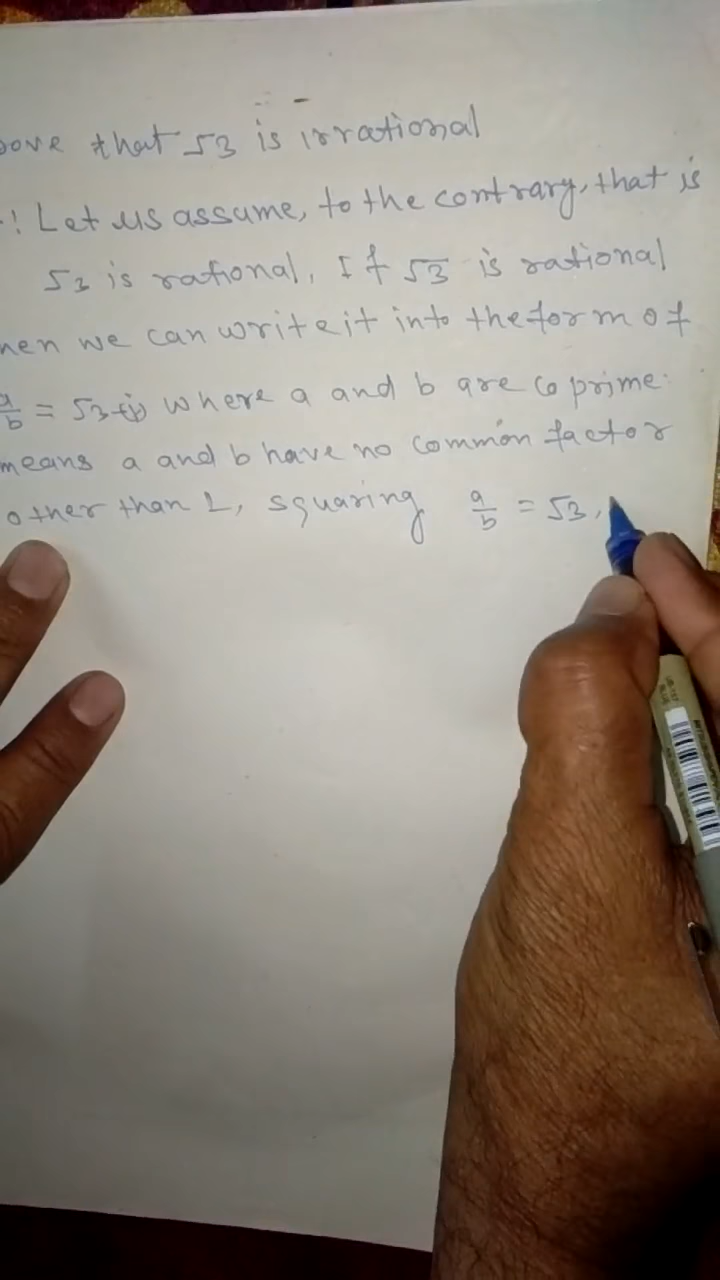 ove that √3 is irrational
:! Let us assume, to the contrary, that is
√3 is rational, If √3 is rational
hen we can write it into the form of
a/b = √3-(i) where a and b are co prime.
means a and b have no common factor
other than 1, squaring a/b = √3,